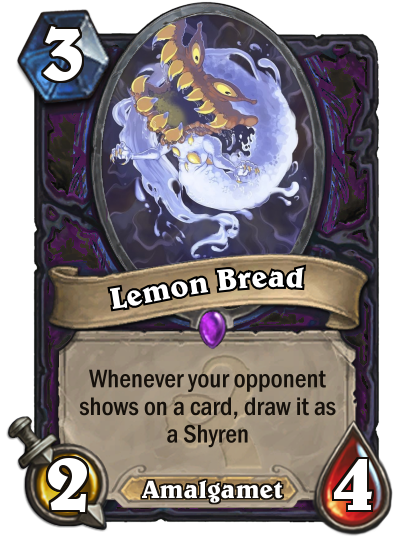 3
Lemon Bread
Whenever your opponent
shows on a card, draw it as
a Shyren
2
Amalgamet
4